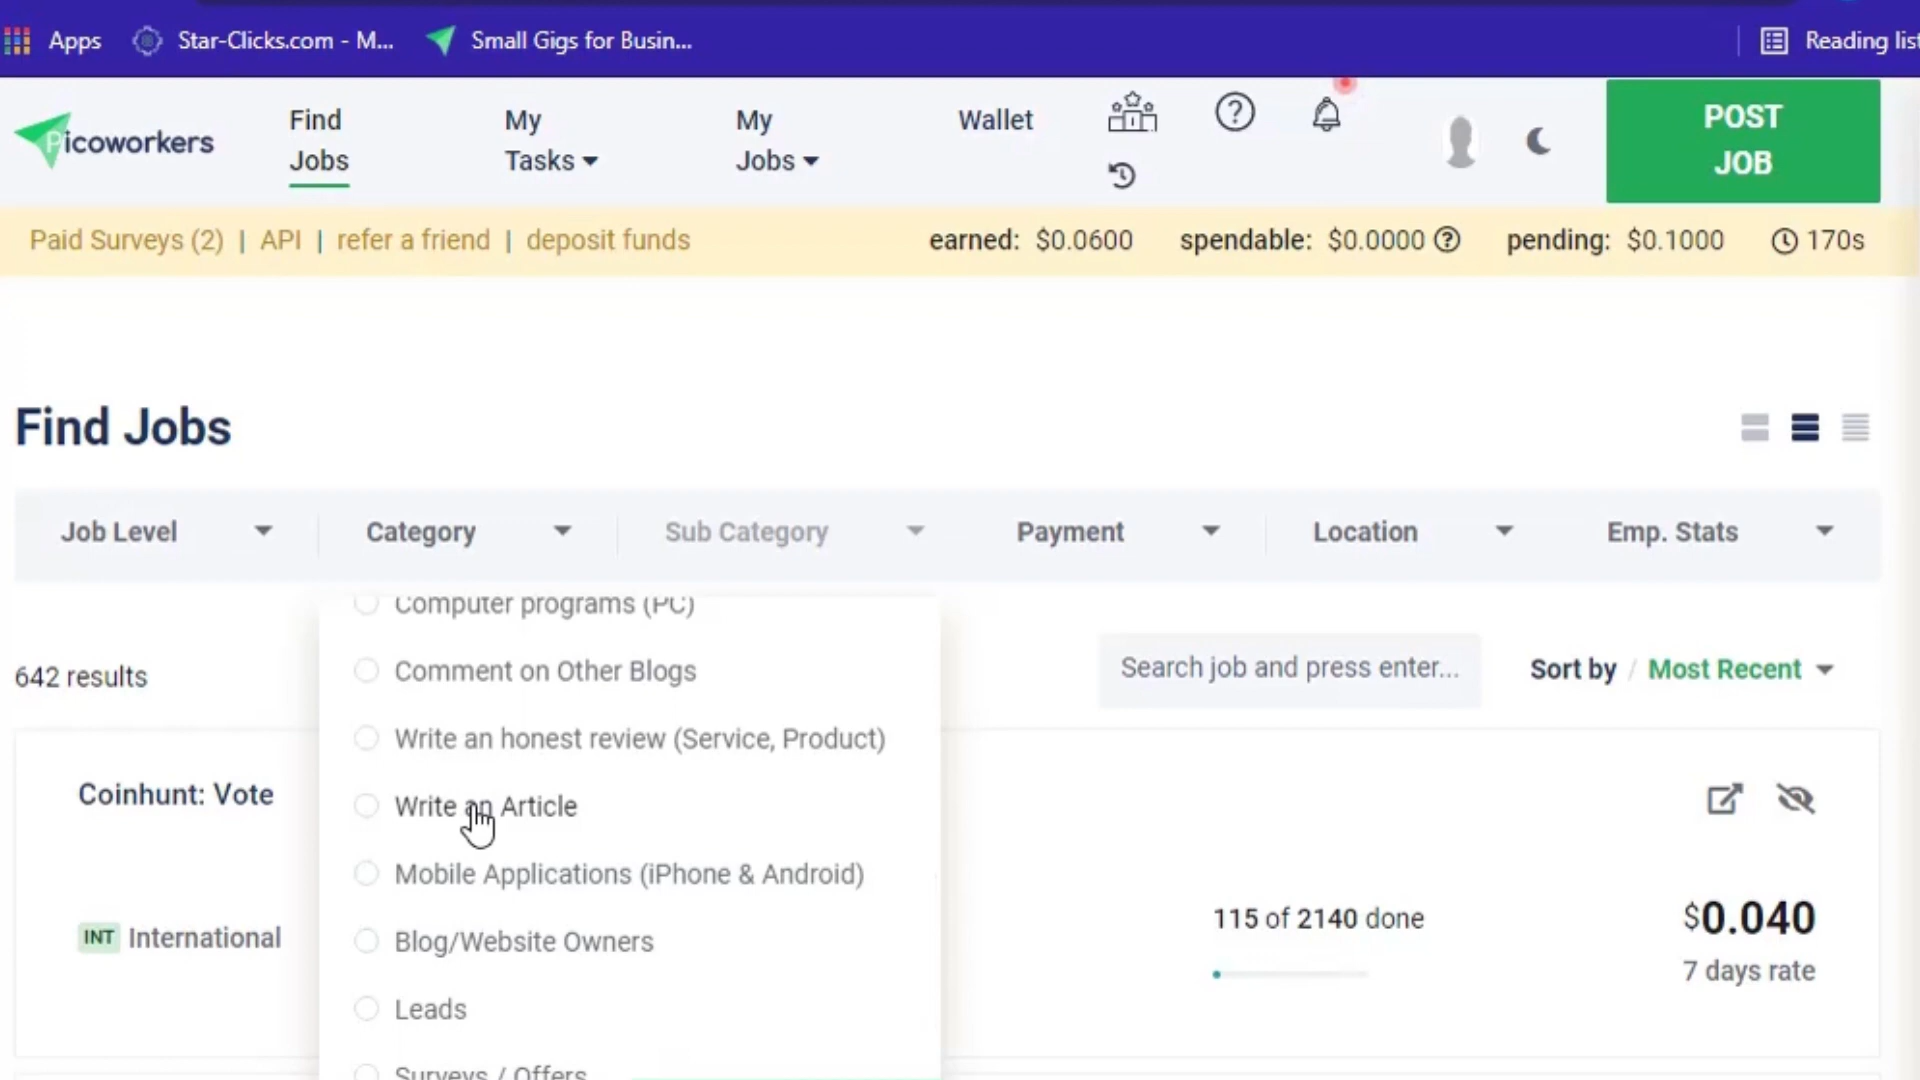 Apps Star-Clicks.com - M... Small Gigs for Busin... Reading list
Picoworkers
Find Jobs
My Tasks
My Jobs
Wallet
POST JOB
Paid Surveys (2) | API | refer a friend | deposit funds earned: $0.0600 spendable: $0.0000 pending: $0.1000 170s
Find Jobs
Job Level Category Sub Category Payment Location Emp. Stats
642 results
Computer programs (PC)
Comment on Other Blogs
Write an honest review (Service, Product)
Write an Article
Mobile Applications (iPhone & Android)
Blog/Website Owners
Leads
Surveys / Offers
Search job and press enter... Sort by / Most Recent
Coinhunt: Vote
INT International
115 of 2140 done
$0.040
7 days rate